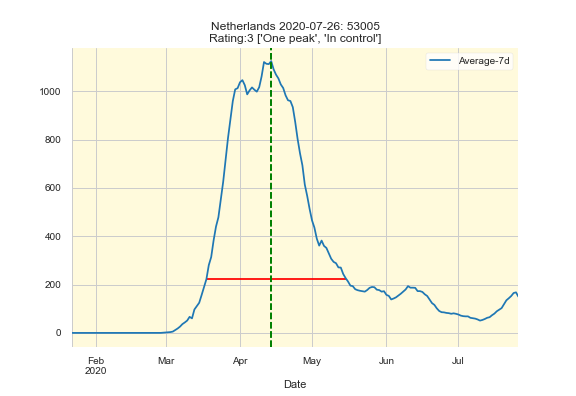 Netherlands 2020-07-26: 53005
Rating:3 ['One peak', 'In control']
Average-7d
1000
800
600
400
200
0
Feb Mar Apr May Jun Jul
2020
Date